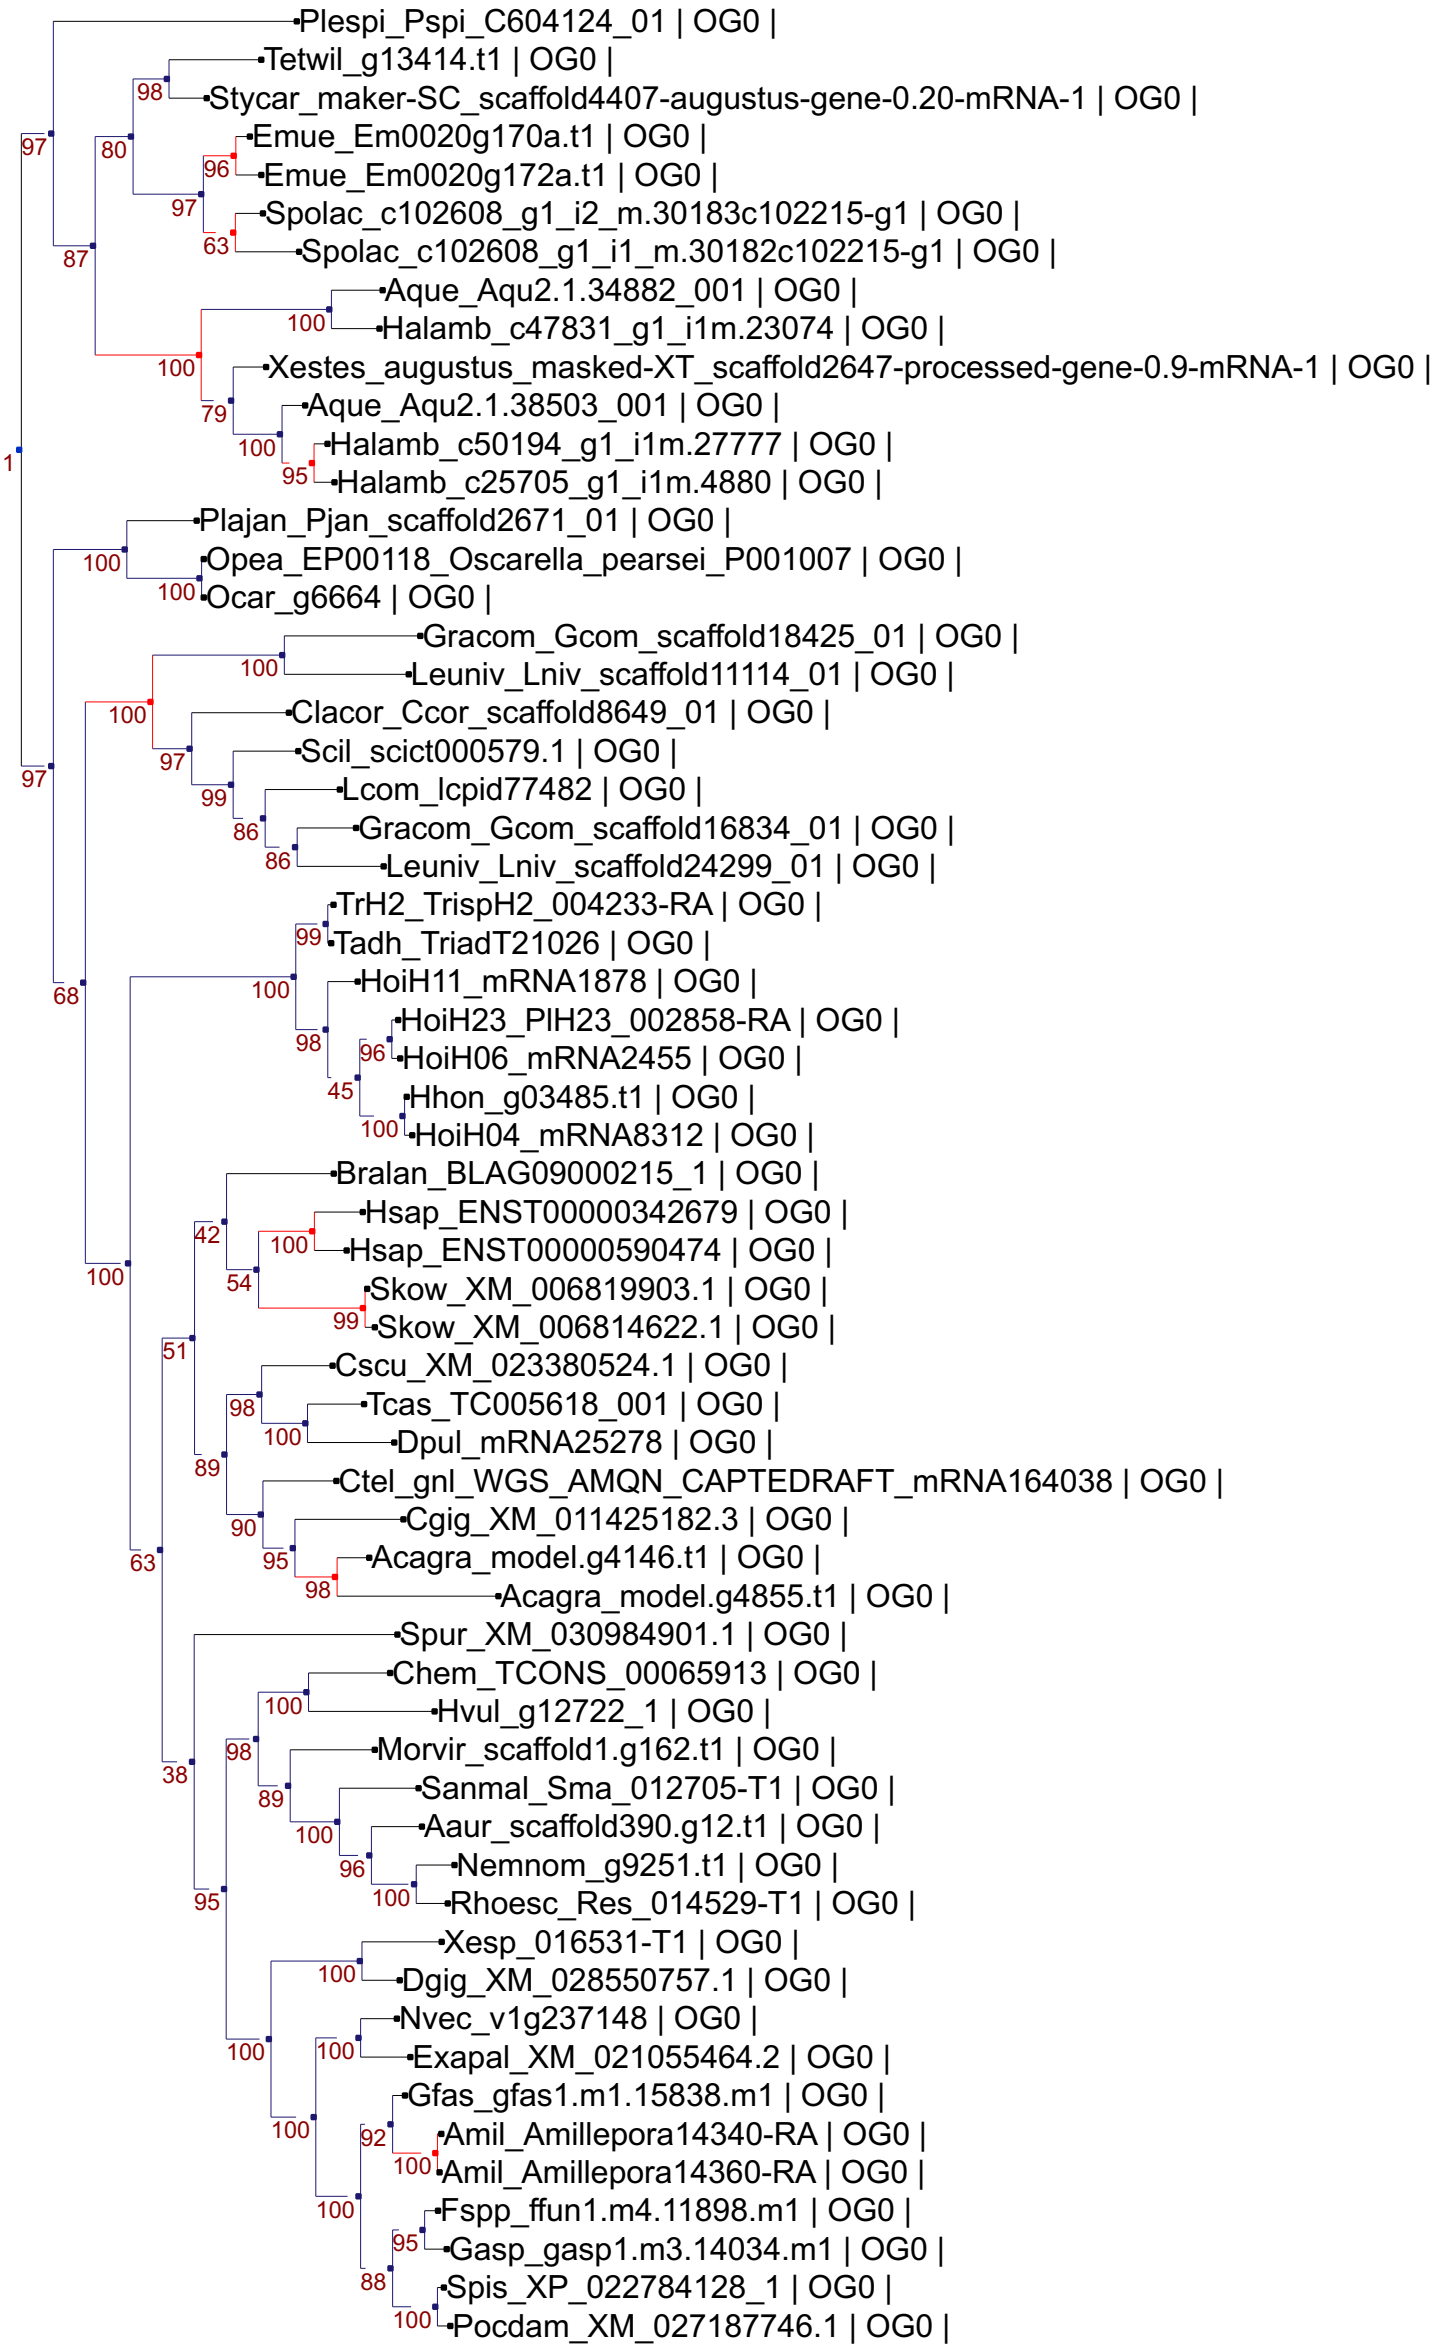 Plespi_Pspi_C604124_01 | OG0 |
Tetwil_g13414.t1 | OG0 |
98
Stycar_maker-SC_scaffold4407-augustus-gene-0.20-mRNA-1 | OG0 |
Emue_Em0020g170a.t1 | OG0 |
97
80
96
Emue_Em0020g172a.t1 | OG0 |
97
Spolac_c102608_g1_i2_m.30183c102215-g1 | OG0 |
63
Spolac_c102608_g1_i1_m.30182c102215-g1 | OG0 |
87
Aque_Aqu2.1.34882_001 | OG0 |
100
Halamb_c47831_g1_i1m.23074 | OG0 |
100
Xestes_augustus_masked-XT_scaffold2647-processed-gene-0.9-mRNA-1 | OG0 |
79
Aque_Aqu2.1.38503_001 | OG0 |
100
Halamb_c50194_g1_i1m.27777 | OG0 |
1
95
Halamb_c25705_g1_i1m.4880 | OG0 |
Plajan_Pjan_scaffold2671_01 | OG0 |
100
Opea_EP00118_Oscarella_pearsei_P001007 | OG0 |
100
Ocar_g6664 | OG0 |
Gracom_Gcom_scaffold18425_01 | OG0 |
100
Leuniv_Lniv_scaffold11114_01 | OG0 |
100
Clacor_Ccor_scaffold8649_01 | OG0 |
97
Scil_scict000579.1 | OG0 |
97
99
Lcom_lcpid77482 | OG0 |
86
Gracom_Gcom_scaffold16834_01 | OG0 |
86
Leuniv_Lniv_scaffold24299_01 | OG0 |
TrH2_TrispH2_004233-RA | OG0 |
99
Tadh_TriadT21026 | OG0 |
68
100
HoiH11_mRNA1878 | OG0 |
HoiH23_PlH23_002858-RA | OG0 |
98
96
HoiH06_mRNA2455 | OG0 |
45
Hhon_g03485.t1 | OG0 |
100
HoiH04_mRNA8312 | OG0 |
Bralan_BLAG09000215_1 | OG0 |
Hsap_ENST00000342679 | OG0 |
42
100
Hsap_ENST00000590474 | OG0 |
100
54
Skow_XM_006819903.1 | OG0 |
99
Skow_XM_006814622.1 | OG0 |
51
Cscu_XM_023380524.1 | OG0 |
98
Tcas_TC005618_001 | OG0 |
100
Dpul_mRNA25278 | OG0 |
89
Ctel_gnl_WGS_AMQN_CAPTEDRAFT_mRNA164038 | OG0 |
90
Cgig_XM_011425182.3 | OG0 |
63
95
Acagra_model.g4146.t1 | OG0 |
98
Acagra_model.g4855.t1 | OG0 |
Spur_XM_030984901.1 | OG0 |
Chem_TCONS_00065913 | OG0 |
100
Hvul_g12722_1 | OG0 |
98
Morvir_scaffold1.g162.t1 | OG0 |
38
89
Sanmal_Sma_012705-T1 | OG0 |
100
Aaur_scaffold390.g12.t1 | OG0 |
96
Nemnom_g9251.t1 | OG0 |
95
100
Rhoesc_Res_014529-T1 | OG0 |
Xesp_016531-T1 | OG0 |
100
Dgig_XM_028550757.1 | OG0 |
Nvec_v1g237148 | OG0 |
100
100
Exapal_XM_021055464.2 | OG0 |
Gfas_gfas1.m1.15838.m1 | OG0 |
100
92
Amil_Amillepora14340-RA | OG0 |
100
Amil_Amillepora14360-RA | OG0 |
100
Fspp_ffun1.m4.11898.m1 | OG0 |
95
Gasp_gasp1.m3.14034.m1 | OG0 |
88
Spis_XP_022784128_1 | OG0 |
100
Pocdam_XM_027187746.1 | OG0 |